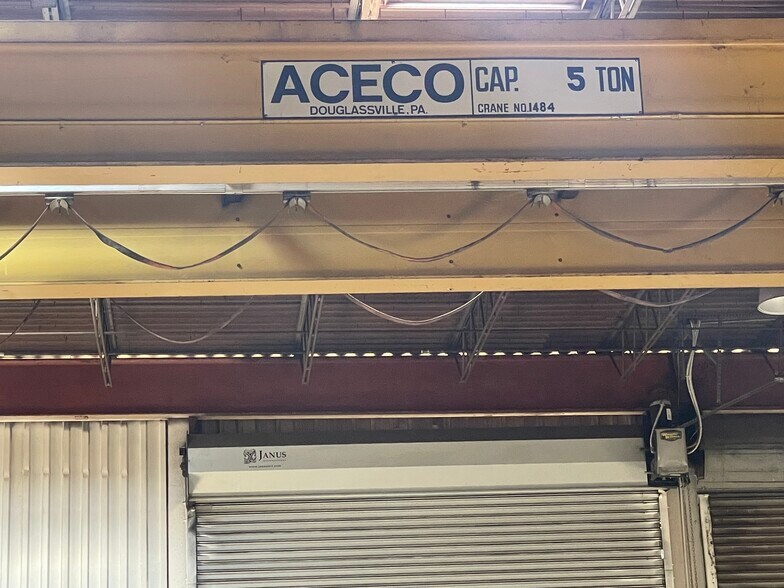 ACECO
DOUGLASSVILLE, PA.
CAP. 5 TON
CRANE NO.1484
JANUS